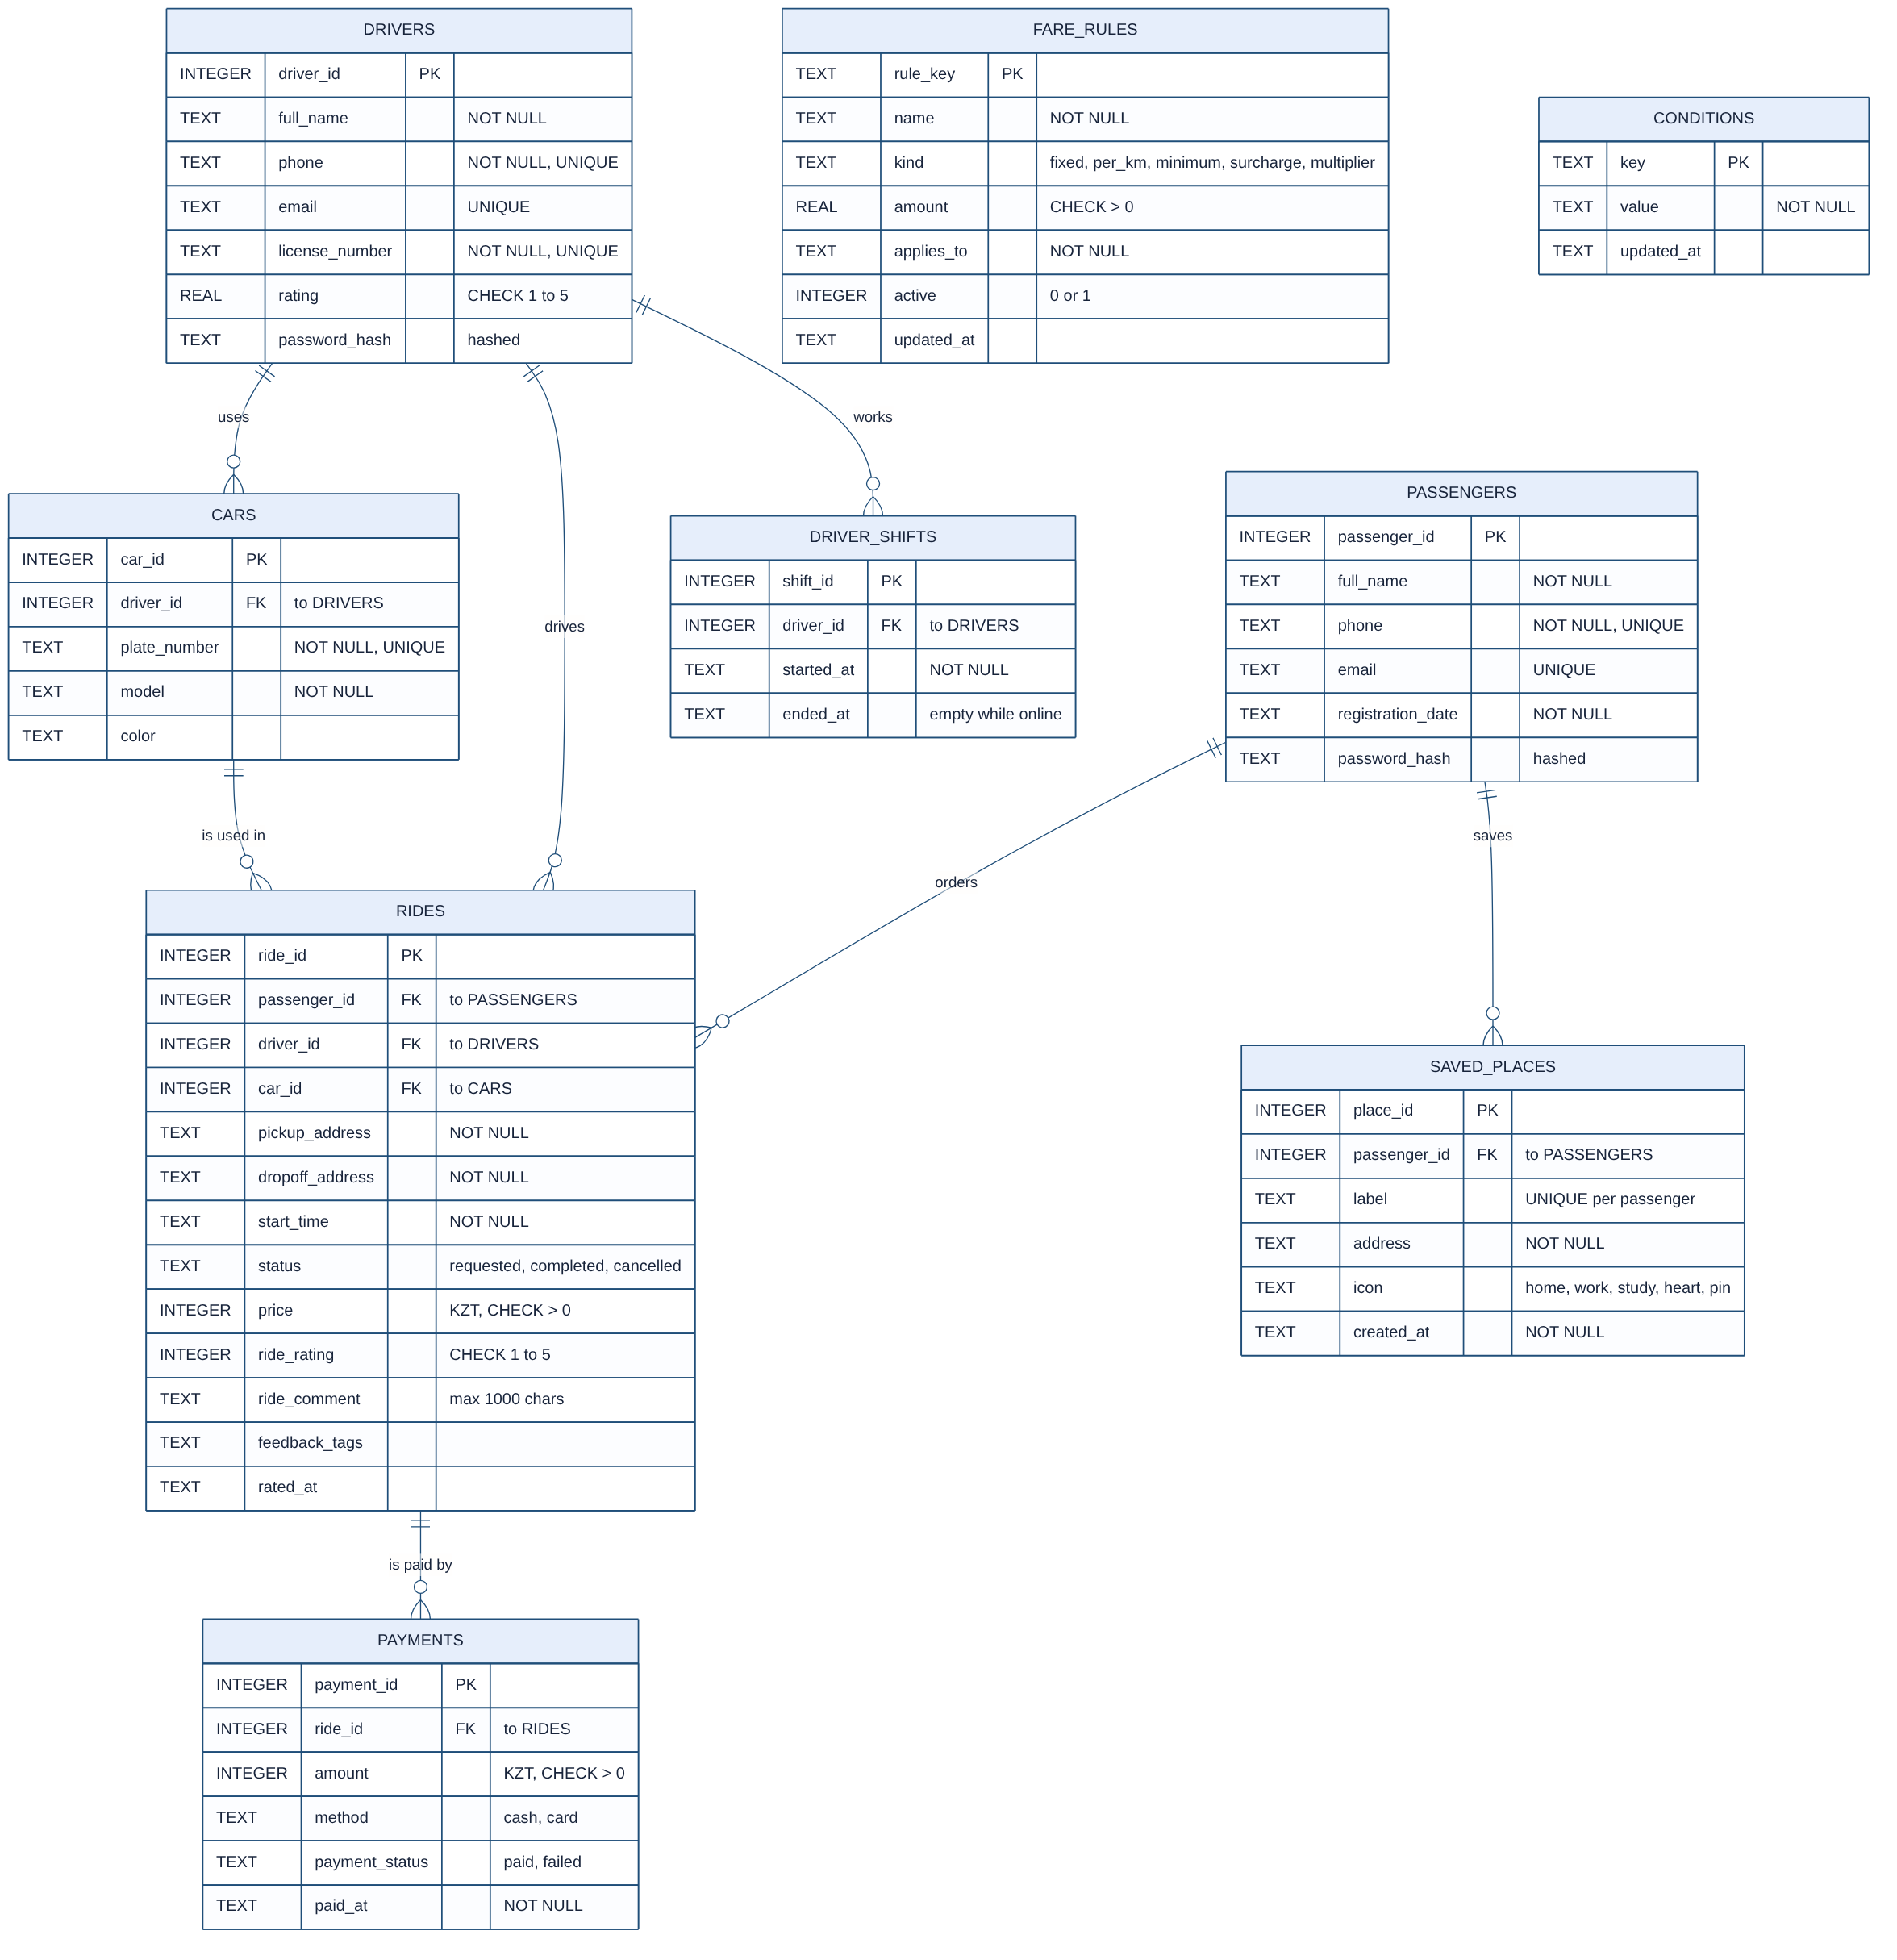 DRIVERS
INTEGER driver_id PK
TEXT full_name NOT NULL
TEXT phone NOT NULL, UNIQUE
TEXT email UNIQUE
TEXT license_number NOT NULL, UNIQUE
REAL rating CHECK 1 to 5
TEXT password_hash hashed
FARE_RULES
TEXT rule_key PK
TEXT name NOT NULL
TEXT kind fixed, per_km, minimum, surcharge, multiplier
REAL amount CHECK > 0
TEXT applies_to NOT NULL
INTEGER active 0 or 1
TEXT updated_at
CONDITIONS
TEXT key PK
TEXT value NOT NULL
TEXT updated_at
uses
works
drives
CARS
INTEGER car_id PK
INTEGER driver_id FK to DRIVERS
TEXT plate_number NOT NULL, UNIQUE
TEXT model NOT NULL
TEXT color
DRIVER_SHIFTS
INTEGER shift_id PK
INTEGER driver_id FK to DRIVERS
TEXT started_at NOT NULL
TEXT ended_at empty while online
PASSENGERS
INTEGER passenger_id PK
TEXT full_name NOT NULL
TEXT phone NOT NULL, UNIQUE
TEXT email UNIQUE
TEXT registration_date NOT NULL
TEXT password_hash hashed
is used in
orders
saves
RIDES
INTEGER ride_id PK
INTEGER passenger_id FK to PASSENGERS
INTEGER driver_id FK to DRIVERS
INTEGER car_id FK to CARS
TEXT pickup_address NOT NULL
TEXT dropoff_address NOT NULL
TEXT start_time NOT NULL
TEXT status requested, completed, cancelled
INTEGER price KZT, CHECK > 0
INTEGER ride_rating CHECK 1 to 5
TEXT ride_comment max 1000 chars
TEXT feedback_tags
TEXT rated_at
SAVED_PLACES
INTEGER place_id PK
INTEGER passenger_id FK to PASSENGERS
TEXT label UNIQUE per passenger
TEXT address NOT NULL
TEXT icon home, work, study, heart, pin
TEXT created_at NOT NULL
is paid by
PAYMENTS
INTEGER payment_id PK
INTEGER ride_id FK to RIDES
INTEGER amount KZT, CHECK > 0
TEXT method cash, card
TEXT payment_status paid, failed
TEXT paid_at NOT NULL